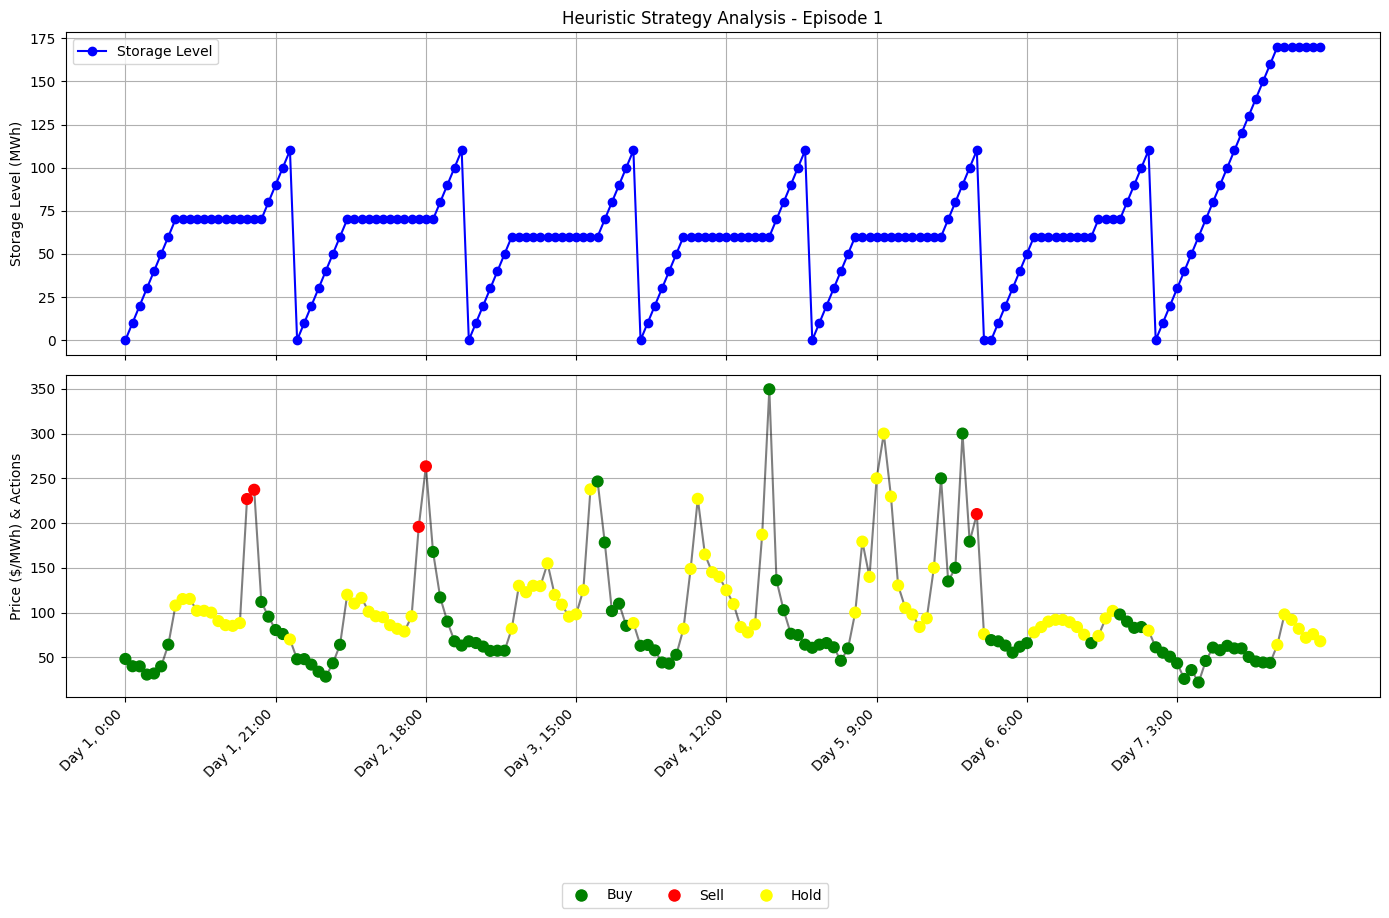 Heuristic Strategy Analysis - Episode 1
Storage Level
Storage Level (MWh)
175
150
125
100
75
50
25
0
Price ($/MWh) & Actions
350
300
250
200
150
100
50
Day 1, 0:00
Day 1, 21:00
Day 2, 18:00
Day 3, 15:00
Day 4, 12:00
Day 5, 9:00
Day 6, 6:00
Day 7, 3:00
Buy
Sell
Hold